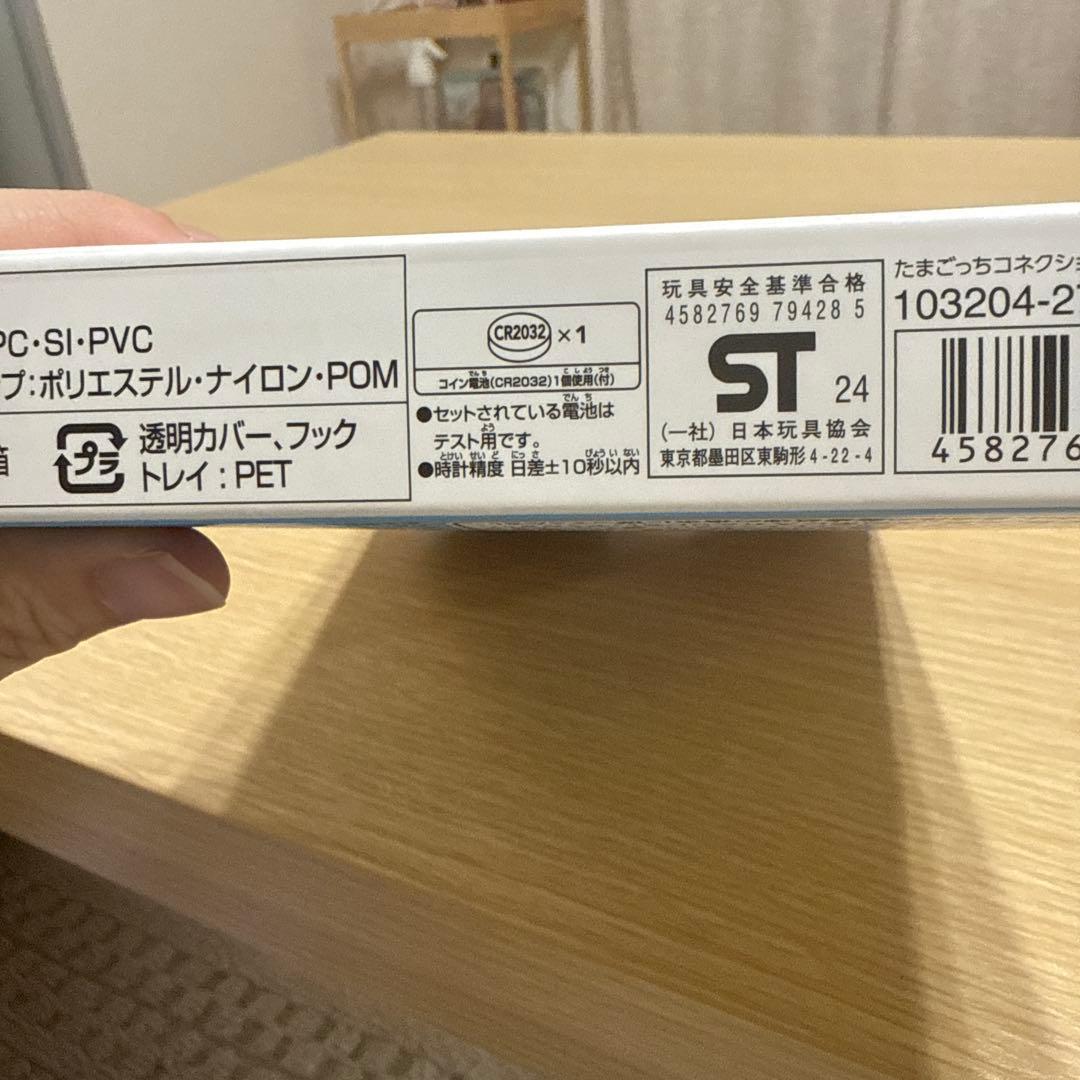 PC・SI・PVC
プ:ポリエステル・ナイロン・POM
箱
プラ
透明カバー、フック
トレイ:PET
CR2032 ×1
コイン電池(CR2032)1個使用(付)
●セットされている電池は
テスト用です。
●時計精度 日差±10秒以内
玩具安全基準合格
4582769 79428 5
ST 24
(一社)日本玩具協会
東京都墨田区東駒形4-22-4
たまごっちコネクショ
103204-27
458276